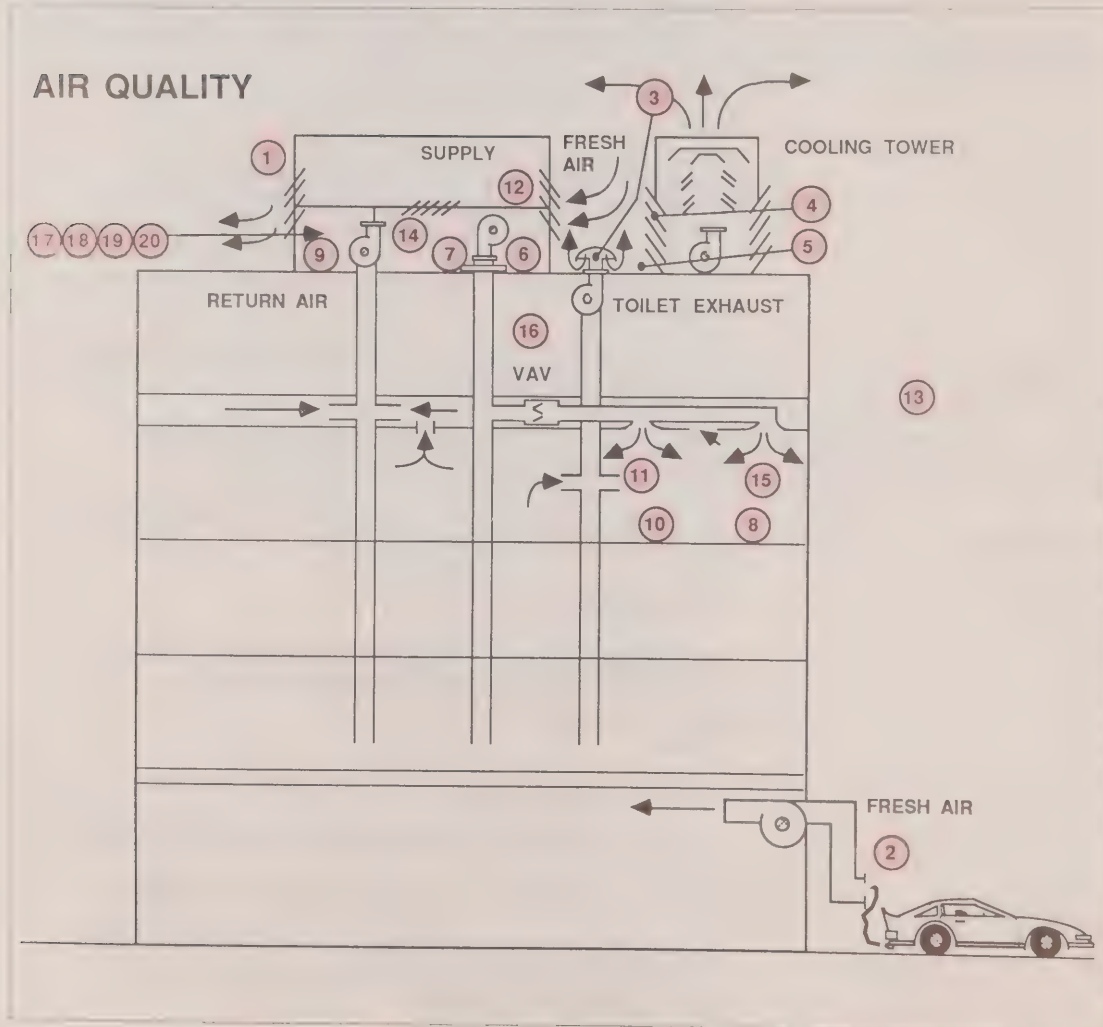 AIR QUALITY
3
1
SUPPLY
FRESH
AIR
COOLING TOWER
12
4
17 18 19 20
14
9
7
6
5
RETURN AIR
TOILET EXHAUST
16
VAV
13
11
15
10
8
FRESH AIR
2